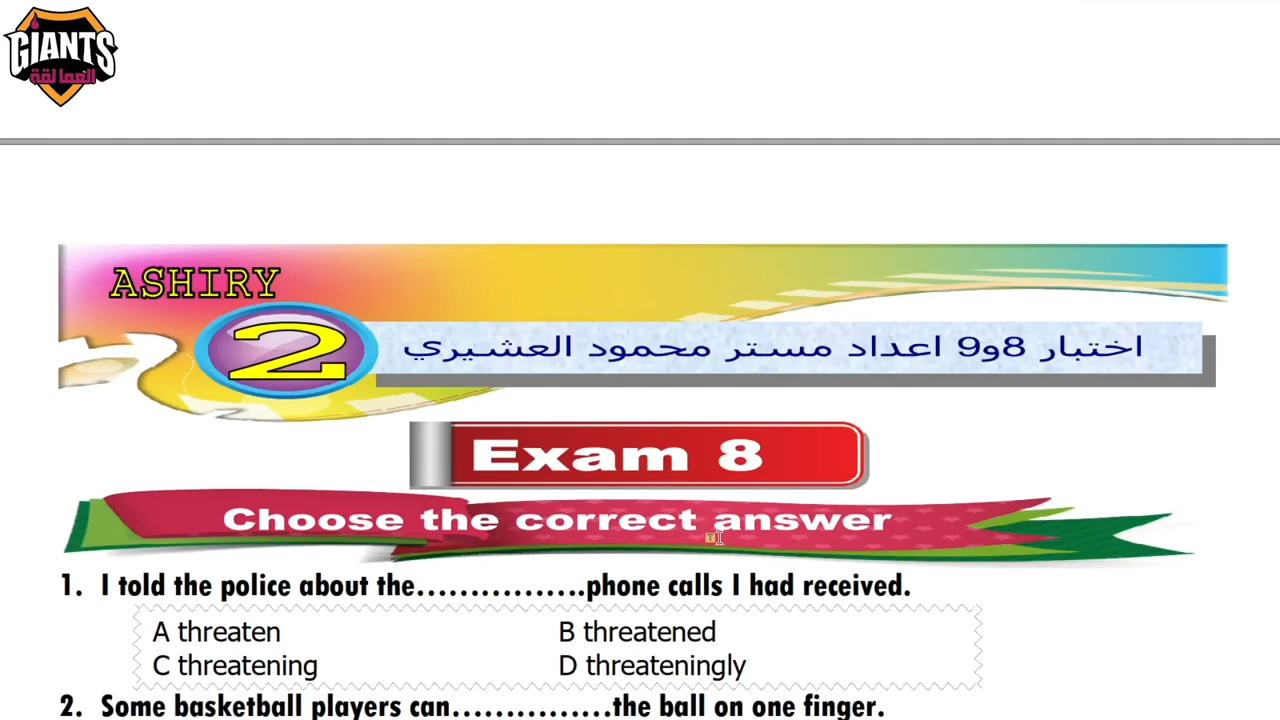 GIANTS
العمالقة
ASHIRY
2
اختبار 8و9 اعداد مستر محمود العشيري
Exam 8
Choose the correct answer
1. I told the police about the................phone calls I had received.
A threaten B threatened
C threatening D threateningly
2. Some basketball players can...............the ball on one finger.